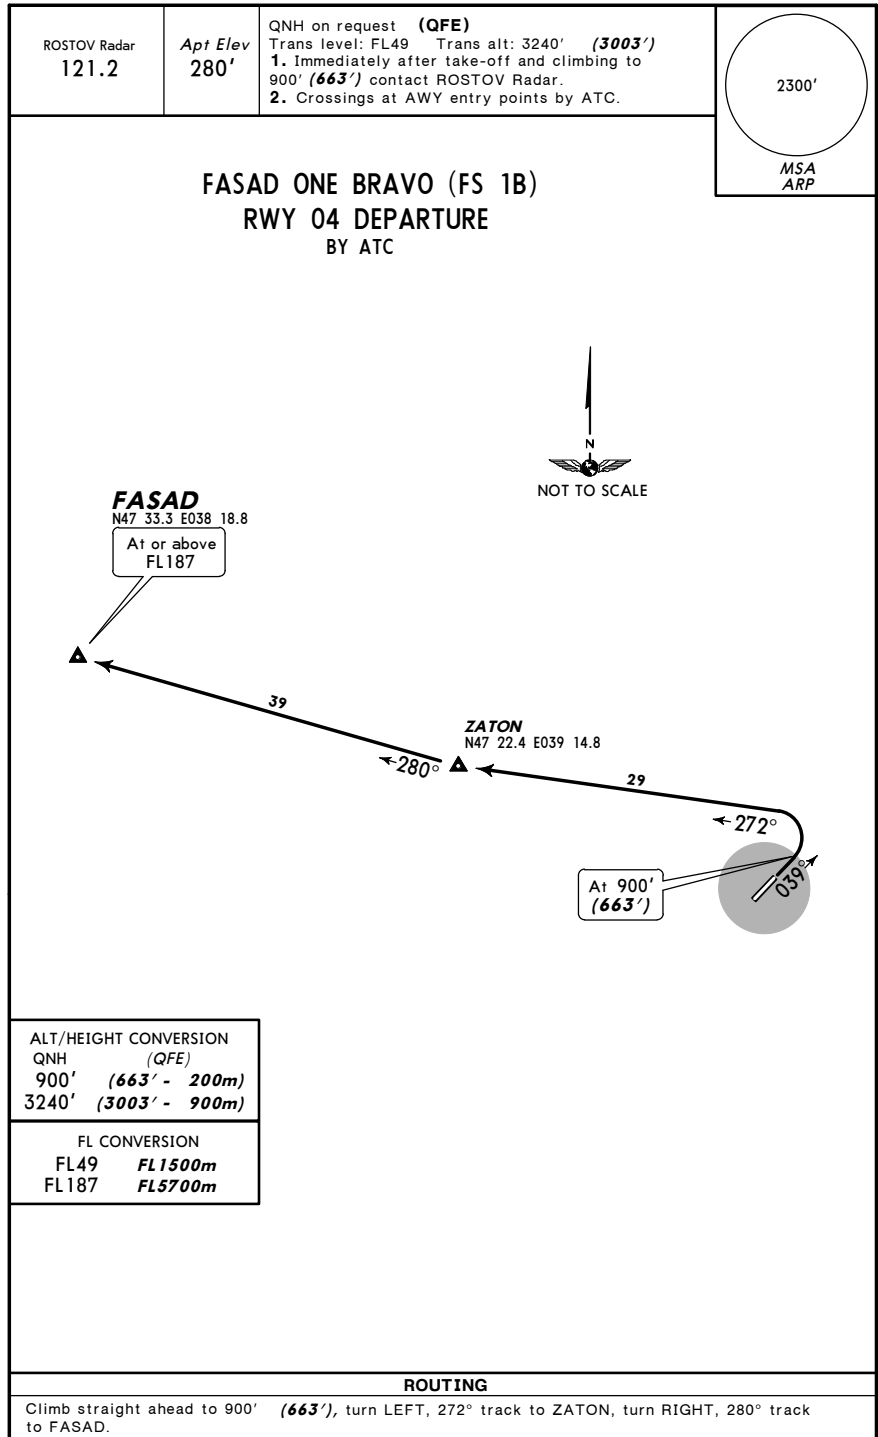 ROSTOV Radar
121.2
Apt Elev
280'
QNH on request (QFE)
Trans level: FL49 Trans alt: 3240' (3003')
1. Immediately after take-off and climbing to
900' (663') contact ROSTOV Radar.
2. Crossings at AWY entry points by ATC.
2300'
MSA
ARP
FASAD ONE BRAVO (FS 1B)
RWY 04 DEPARTURE
BY ATC
N
NOT TO SCALE
FASAD
N47 33.3 E038 18.8
At or above
FL187
39
ZATON
N47 22.4 E039 14.8
280°
29
272°
At 900'
(663')
039°
ALT/HEIGHT CONVERSION
QNH (QFE)
900' (663' - 200m)
3240' (3003' - 900m)
FL CONVERSION
FL49 FL1500m
FL187 FL5700m
ROUTING
Climb straight ahead to 900' (663'), turn LEFT, 272° track to ZATON, turn RIGHT, 280° track
to FASAD.